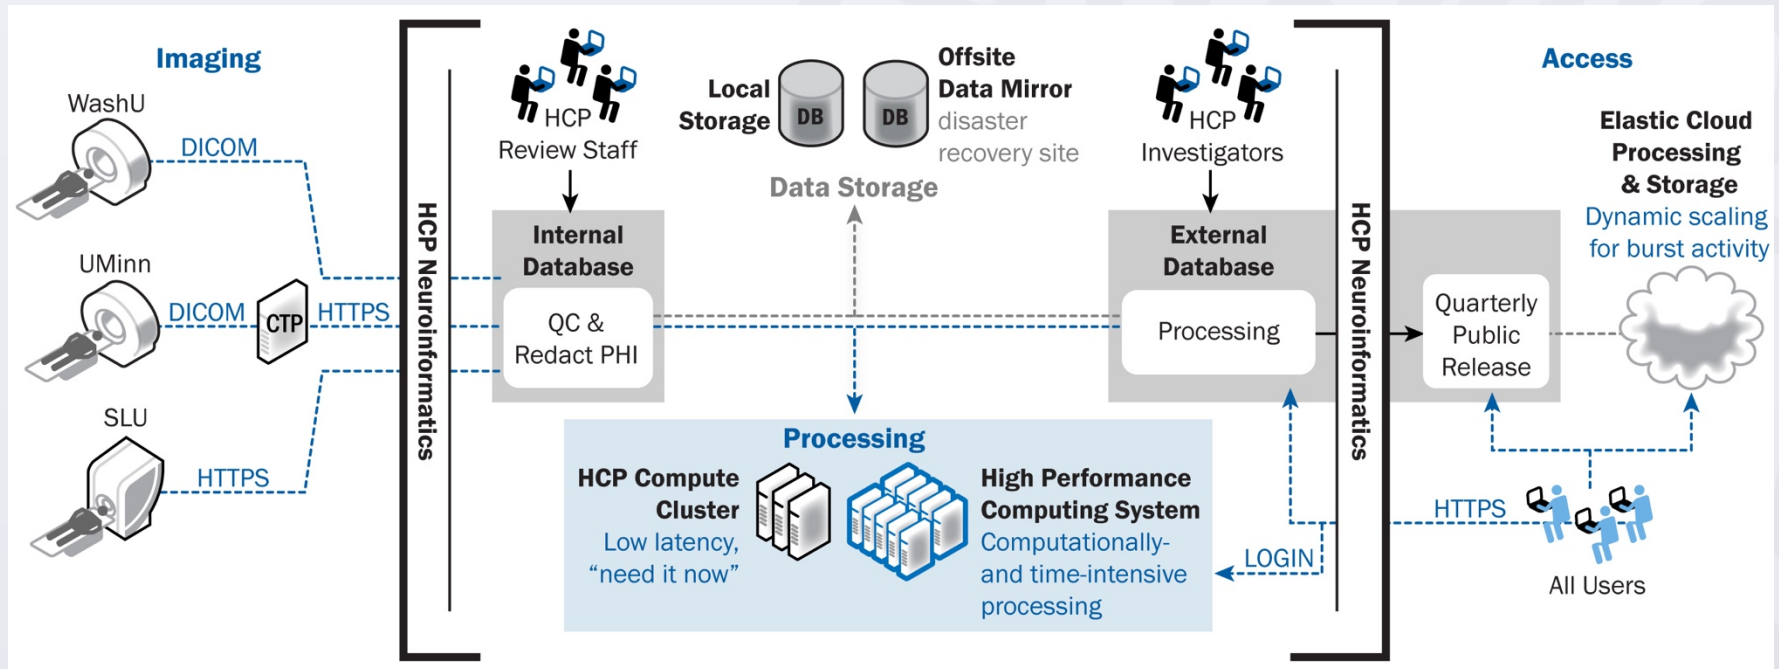 Imaging
WashU
DICOM
UMinn
DICOM
CTP
HTTPS
SLU
HTTPS
HCP Neuroinformatics
HCP
Review Staff
Internal
Database
QC &
Redact PHI
Local
Storage
DB
DB
Offsite
Data Mirror
disaster
recovery site
Data Storage
Processing
HCP Compute
Cluster
Low latency,
“need it now”
High Performance
Computing System
Computationally-
and time-intensive
processing
HCP
Investigators
External
Database
Processing
LOGIN
HCP Neuroinformatics
Access
Elastic Cloud
Processing
& Storage
Dynamic scaling
for burst activity
Quarterly
Public
Release
HTTPS
All Users